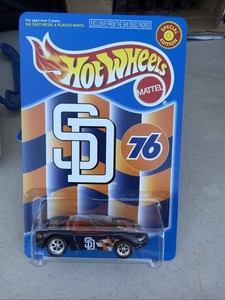 For ages over 3 years.
DIE CAST METAL & PLASTIC PARTS.
EXCLUSIVE FROM THE SAN DIEGO PADRES
SPECIAL
EDITION
Hot Wheels
MATTEL
SD
76
SD